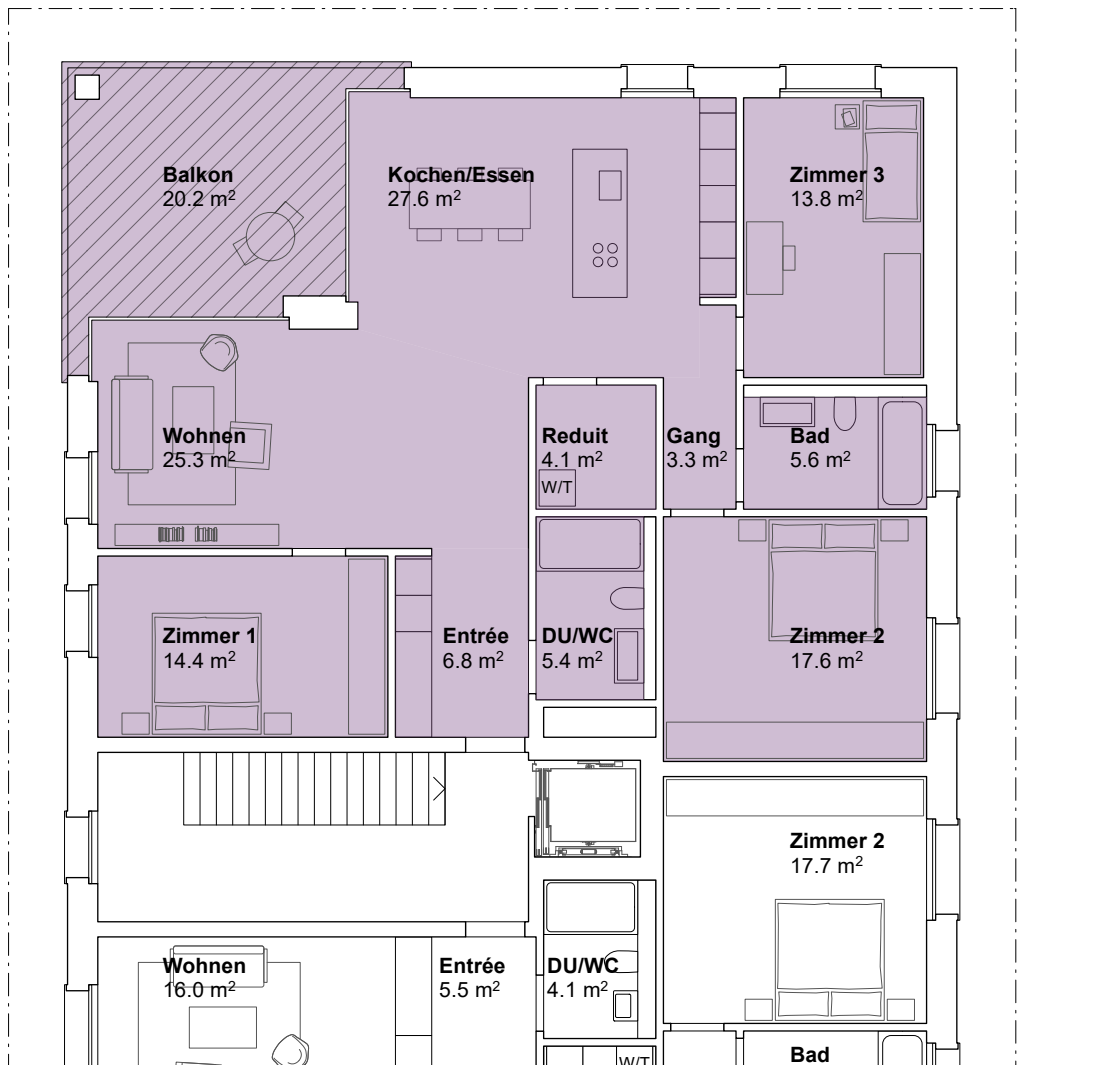 Balkon
20.2 m²
Kochen/Essen
27.6 m²
Zimmer 3
13.8 m²
Wohnen
25.3 m²
Reduit
4.1 m²
W/T
Gang
3.3 m²
Bad
5.6 m²
Zimmer 1
14.4 m²
Entrée
6.8 m²
DU/WC
5.4 m²
Zimmer 2
17.6 m²
Zimmer 2
17.7 m²
Wohnen
16.0 m²
Entrée
5.5 m²
DU/WC
4.1 m²
W/T
Bad